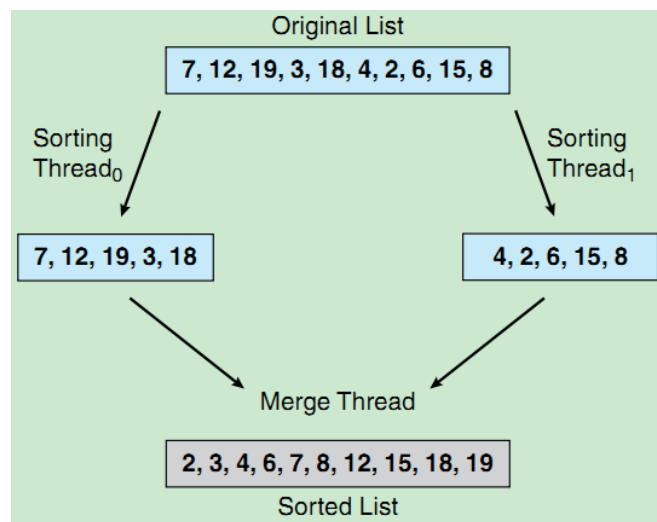 Original List
7, 12, 19, 3, 18, 4, 2, 6, 15, 8
Sorting
Thread₀
Sorting
Thread₁
7, 12, 19, 3, 18
4, 2, 6, 15, 8
Merge Thread
2, 3, 4, 6, 7, 8, 12, 15, 18, 19
Sorted List